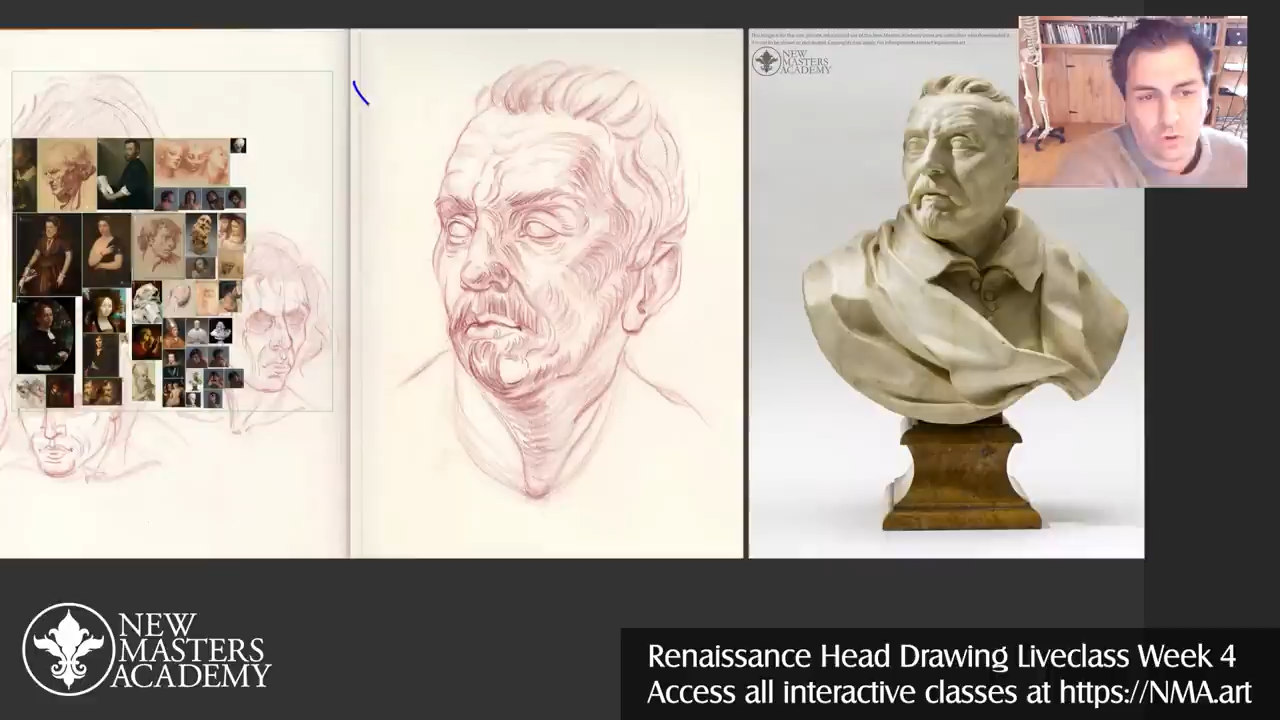 NEW
MASTERS
ACADEMY
NEW
MASTERS
ACADEMY
Renaissance Head Drawing Liveclass Week 4
Access all interactive classes at https://NMA.art